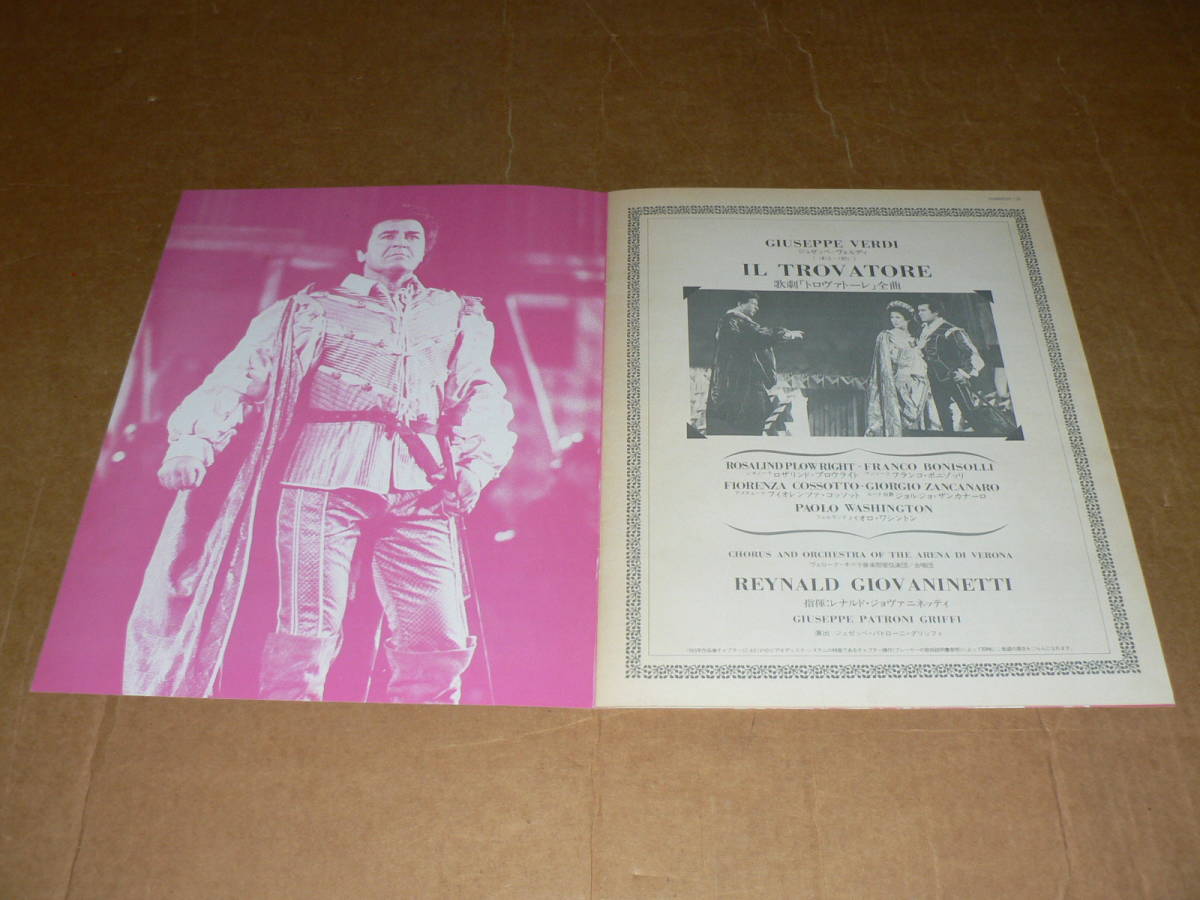 GIUSEPPE VERDI
ジュゼッペ・ヴェルディ
IL TROVATORE
歌劇「トロヴァトーレ」全曲
ROSALIND PLOWRIGHT・FRANCO BONISOLLI
ロザリンド・プロウライト フランコ・ボニゾッリ
FIORENZA COSSOTTO・GIORGIO ZANCANARO
フィオレンツァ・コッソット ジョルジョ・ザンカナーロ
PAOLO WASHINGTON
パオロ・ワシントン
CHORUS AND ORCHESTRA OF THE ARENA DI VERONA
REYNALD GIOVANINETTI
指揮:レナルド・ジョヴァニネッティ
GIUSEPPE PATRONI GRIFFI
演出 ジュゼッペ・パトローニ・グリッフィ